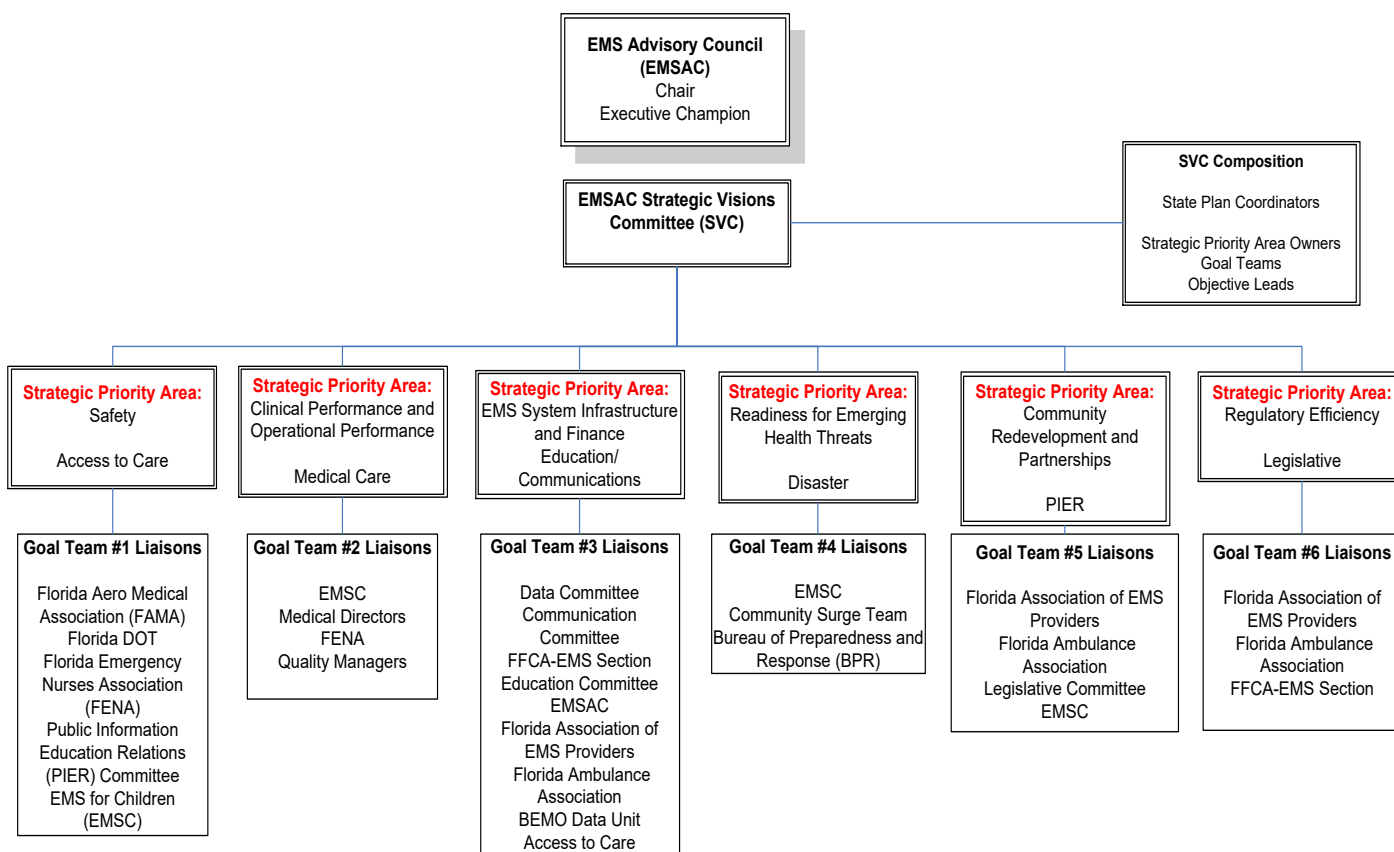 EMS Advisory Council
(EMSAC)
Chair
Executive Champion
SVC Composition
State Plan Coordinators
Strategic Priority Area Owners
Goal Teams
Objective Leads
EMSAC Strategic Visions
Committee (SVC)
Strategic Priority Area:
Safety
Access to Care
Strategic Priority Area:
Clinical Performance and
Operational Performance
Medical Care
Strategic Priority Area:
EMS System Infrastructure
and Finance
Education/
Communications
Strategic Priority Area:
Readiness for Emerging
Health Threats
Disaster
Strategic Priority Area:
Community
Redevelopment and
Partnerships
PIER
Strategic Priority Area:
Regulatory Efficiency
Legislative
Goal Team #1 Liaisons
Florida Aero Medical
Association (FAMA)
Florida DOT
Florida Emergency
Nurses Association
(FENA)
Public Information
Education Relations
(PIER) Committee
EMS for Children
(EMSC)
Goal Team #2 Liaisons
EMSC
Medical Directors
FENA
Quality Managers
Goal Team #3 Liaisons
Data Committee
Communication
Committee
FFCA-EMS Section
Education Committee
EMSAC
Florida Association of
EMS Providers
Florida Ambulance
Association
BEMO Data Unit
Access to Care
Goal Team #4 Liaisons
EMSC
Community Surge Team
Bureau of Preparedness and
Response (BPR)
Goal Team #5 Liaisons
Florida Association of EMS
Providers
Florida Ambulance
Association
Legislative Committee
EMSC
Goal Team #6 Liaisons
Florida Association of
EMS Providers
Florida Ambulance
Association
FFCA-EMS Section